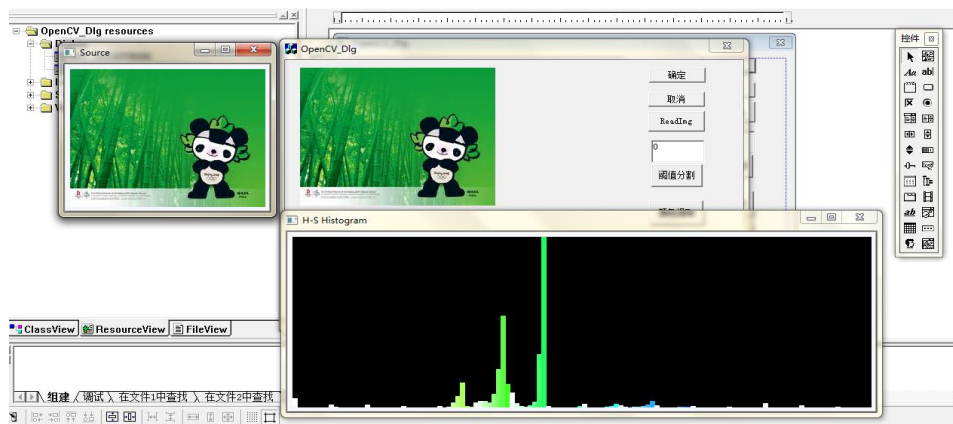 OpenCV_Dlg resources
Source
OpenCV_Dlg
控件
确定
取消
ReadImg
0
阈值分割
H-S Histogram
ClassView
ResourceView
FileView
组建
调试
在文件1中查找
在文件2中查找